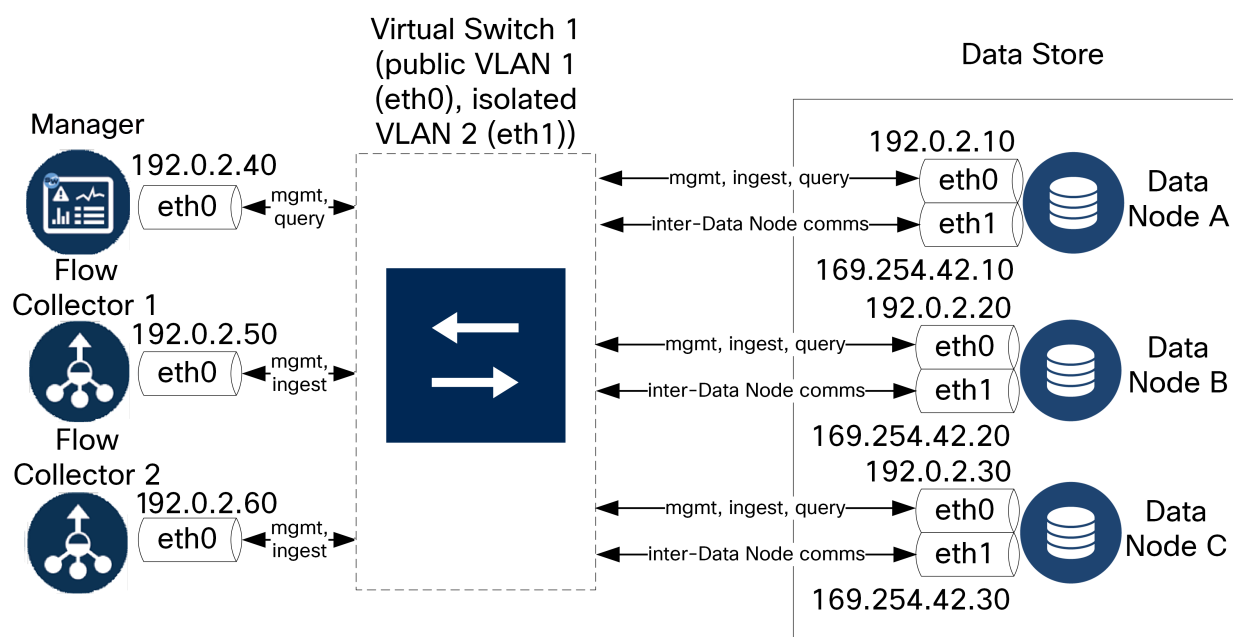 Virtual Switch 1
(public VLAN 1
(eth0), isolated
VLAN 2 (eth1))
Data Store
Manager
192.0.2.40
eth0
mgmt,
query
Flow
Collector 1
192.0.2.50
eth0
mgmt,
ingest
Flow
Collector 2
192.0.2.60
eth0
mgmt,
ingest
192.0.2.10
mgmt, ingest, query
eth0
inter-Data Node comms
eth1
169.254.42.10
Data
Node A
192.0.2.20
mgmt, ingest, query
eth0
inter-Data Node comms
eth1
169.254.42.20
Data
Node B
192.0.2.30
mgmt, ingest, query
eth0
inter-Data Node comms
eth1
169.254.42.30
Data
Node C